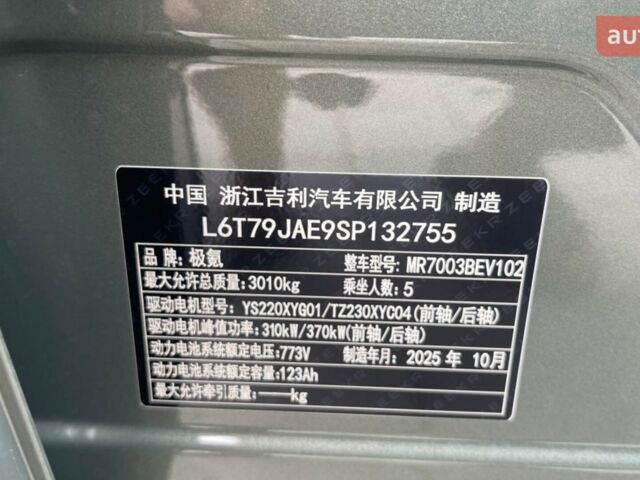 auto
中国 浙江吉利汽车有限公司 制造
L6T79JAE9SP132755
品牌: 极氪 整车型号: MR7003BEV102
最大允许总质量: 3010kg 乘坐人数: 5
驱动电机型号: YS220XYG01/TZ230XYC04(前轴/后轴)
驱动电机峰值功率: 310kW/370kW(前轴/后轴)
动力电池系统额定电压: 773V 制造年月: 2025 年 10月
动力电池系统额定容量: 123Ah
最大允许牵引质量: ——kg